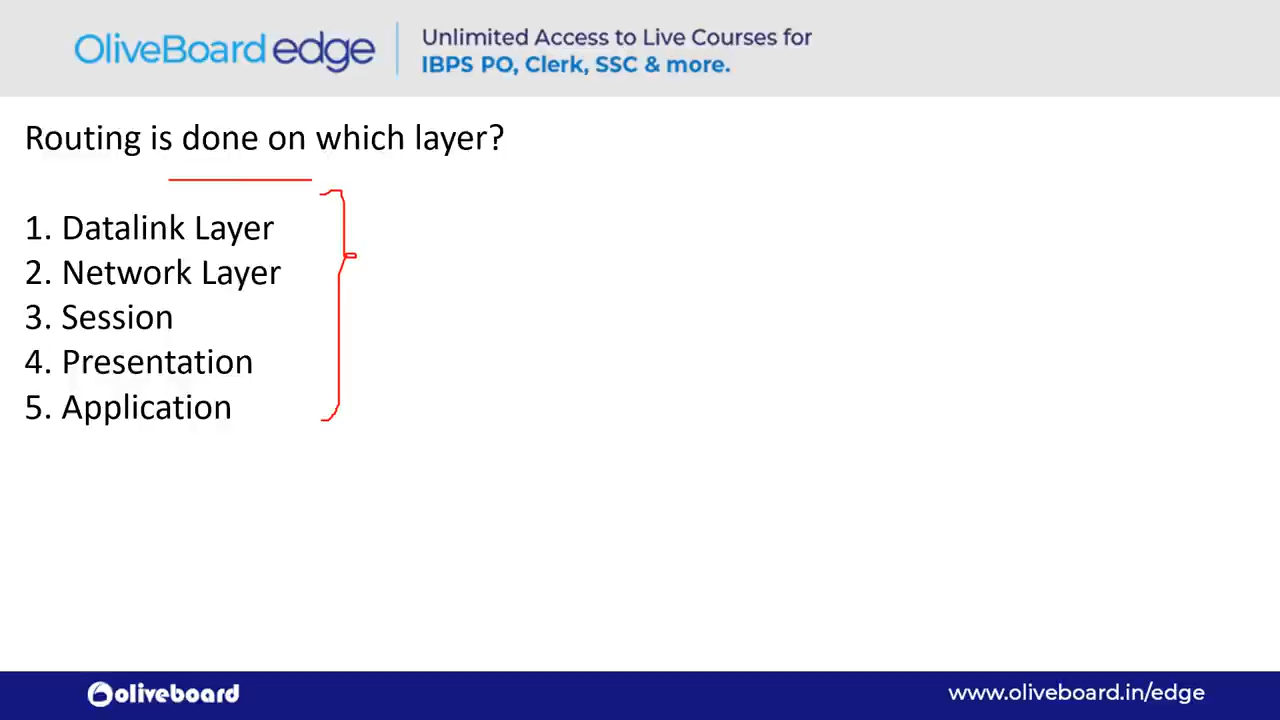 OliveBoard edge
Unlimited Access to Live Courses for
IBPS PO, Clerk, SSC & more.
Routing is done on which layer?
1. Datalink Layer
2. Network Layer
3. Session
4. Presentation
5. Application
oliveboard
www.oliveboard.in/edge